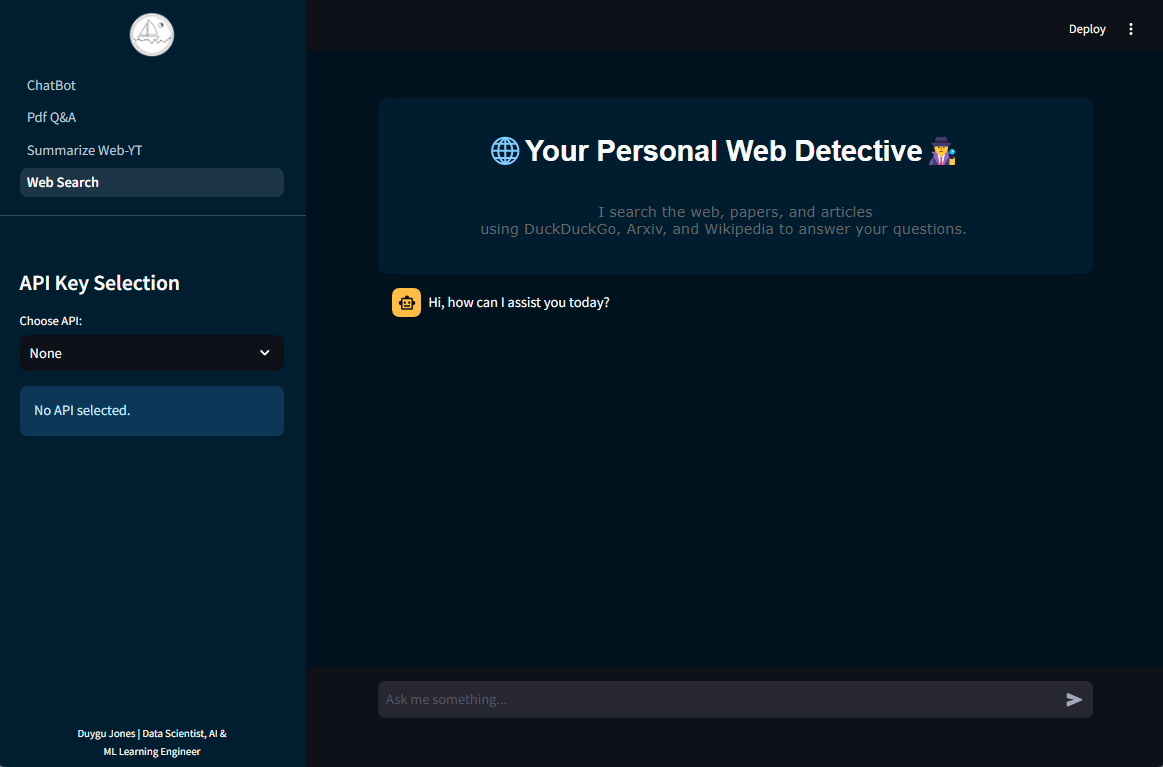 ChatBot
Pdf Q&A
Summarize Web-YT
Web Search
API Key Selection
Choose API:
None
No API selected.
Duygu Jones | Data Scientist, AI &
ML Learning Engineer
Deploy
Your Personal Web Detective
I search the web, papers, and articles
using DuckDuckGo, Arxiv, and Wikipedia to answer your questions.
Hi, how can I assist you today?
Ask me something...